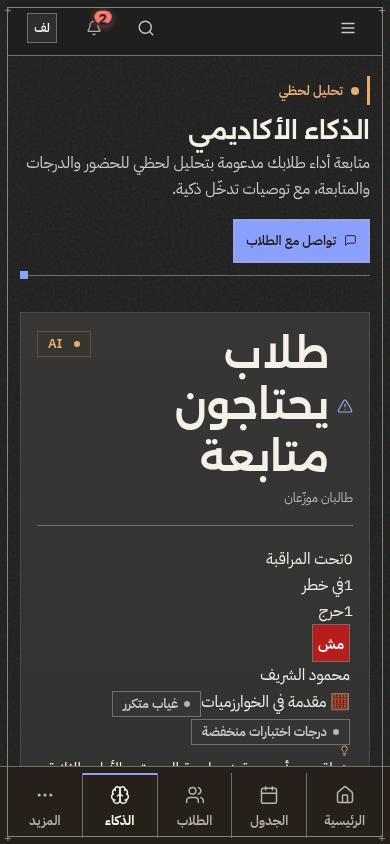 لف
2
تحليل لحظي
الذكاء الأكاديمي
متابعة أداء طلابك مدعومة بتحليل لحظي للحضور والدرجات
والمتابعة، مع توصيات تدخّل ذكية.
تواصل مع الطلاب
AI
طلاب
يحتاجون
متابعة
طالبان موزّعان
0تحت المراقبة
1في خطر
1حرج
مش
محمود الشريف
مقدمة في الخوارزميات
غياب متكرر
درجات اختبارات منخفضة
الرئيسية
الجدول
الطلاب
الذكاء
المزيد